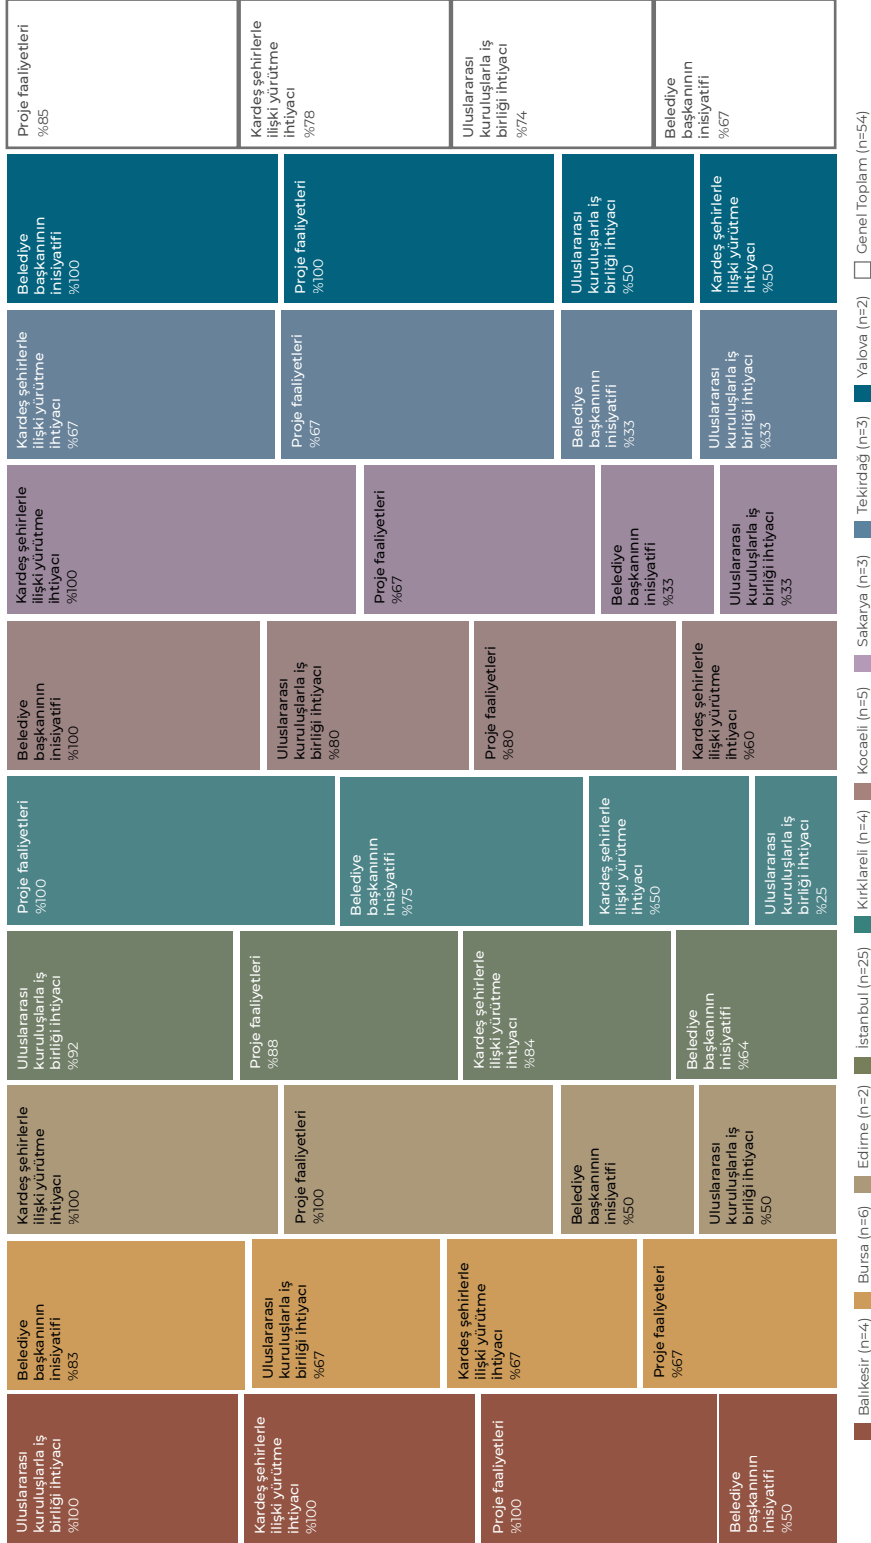 Uluslararası
kuruluşlarla iş
birliği ihtiyacı
%100
Kardeş şehirlerle
ilişki yürütme
ihtiyacı
%100
Proje faaliyetleri
%100
Belediye
başkanının
inisiyatifi
%50
Belediye
başkanının
inisiyatifi
%83
Uluslararası
kuruluşlarla iş
birliği ihtiyacı
%67
Kardeş şehirlerle
ilişki yürütme
ihtiyacı
%67
Proje faaliyetleri
%67
Kardeş şehirlerle
ilişki yürütme
ihtiyacı
%100
Proje faaliyetleri
%100
Belediye
başkanının
inisiyatifi
%50
Uluslararası
kuruluşlarla iş
birliği ihtiyacı
%50
Uluslararası
kuruluşlarla iş
birliği ihtiyacı
%92
Proje faaliyetleri
%88
Kardeş şehirlerle
ilişki yürütme
ihtiyacı
%84
Belediye
başkanının
inisiyatifi
%64
Proje faaliyetleri
%100
Belediye
başkanının
inisiyatifi
%75
Kardeş şehirlerle
ilişki yürütme
ihtiyacı
%50
Uluslararası
kuruluşlarla iş
birliği ihtiyacı
%25
Belediye
başkanının
inisiyatifi
%100
Uluslararası
kuruluşlarla iş
birliği ihtiyacı
%80
Proje faaliyetleri
%80
Kardeş şehirlerle
ilişki yürütme
ihtiyacı
%60
Kardeş şehirlerle
ilişki yürütme
ihtiyacı
%100
Proje faaliyetleri
%67
Belediye
başkanının
inisiyatifi
%33
Uluslararası
kuruluşlarla iş
birliği ihtiyacı
%33
Kardeş şehirlerle
ilişki yürütme
ihtiyacı
%67
Proje faaliyetleri
%67
Belediye
başkanının
inisiyatifi
%33
Uluslararası
kuruluşlarla iş
birliği ihtiyacı
%33
Belediye
başkanının
inisiyatifi
%100
Proje faaliyetleri
%100
Uluslararası
kuruluşlarla iş
birliği ihtiyacı
%50
Kardeş şehirlerle
ilişki yürütme
ihtiyacı
%50
Proje faaliyetleri
%85
Kardeş şehirlerle
ilişki yürütme
ihtiyacı
%78
Uluslararası
kuruluşlarla iş
birliği ihtiyacı
%74
Belediye
başkanının
inisiyatifi
%67
Balıkesir (n=4) Bursa (n=6) Edirne (n=2) İstanbul (n=25) Kırklareli (n=4) Kocaeli (n=5) Sakarya (n=3) Tekirdağ (n=3) Yalova (n=2) Genel Toplam (n=54)